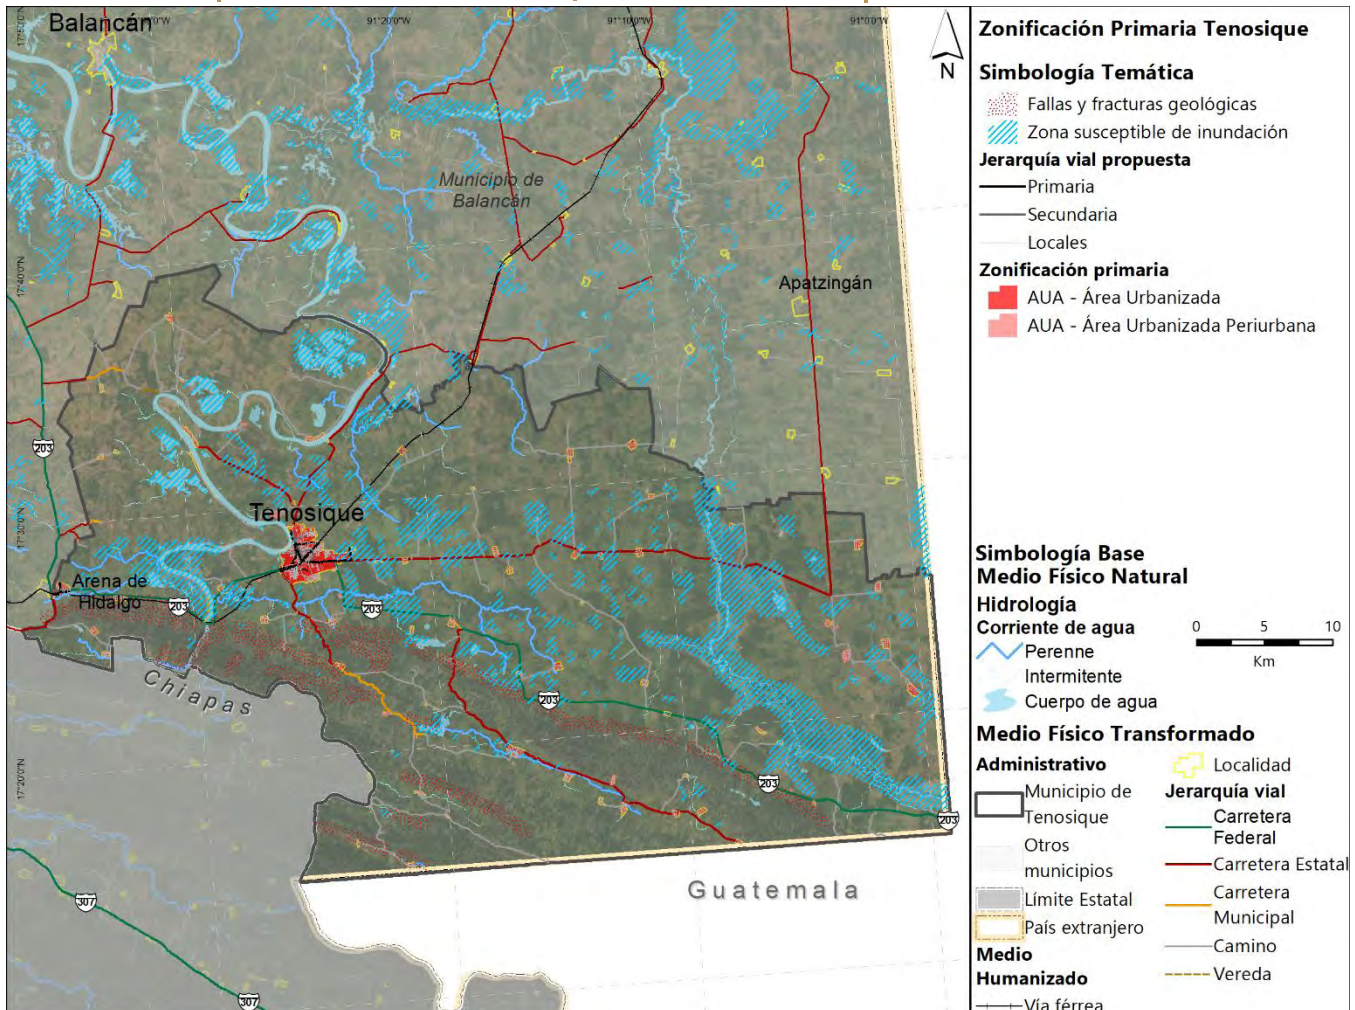 Balancán
91°20'0"W
91°10'0"W
91°0'0"W
Municipio de
Balancán
17°40'0"N
Apatzingán
203
Tenosique
17°30'0"N
Arena de
Hidalgo
203
203
Chiapas
203
17°20'0"N
203
203
Guatemala
307
307
N
Zonificación Primaria Tenosique
Simbología Temática
Fallas y fracturas geológicas
Zona susceptible de inundación
Jerarquía vial propuesta
Primaria
Secundaria
Locales
Zonificación primaria
AUA - Área Urbanizada
AUA - Área Urbanizada Periurbana
Simbología Base
Medio Físico Natural
Hidrología
Corriente de agua
Perenne
Intermitente
Cuerpo de agua
0 5 10
Km
Medio Físico Transformado
Administrativo
Municipio de
Tenosique
Otros
municipios
Límite Estatal
País extranjero
Medio
Humanizado
Vía férrea
Localidad
Jerarquía vial
Carretera
Federal
Carretera Estatal
Carretera
Municipal
Camino
Vereda